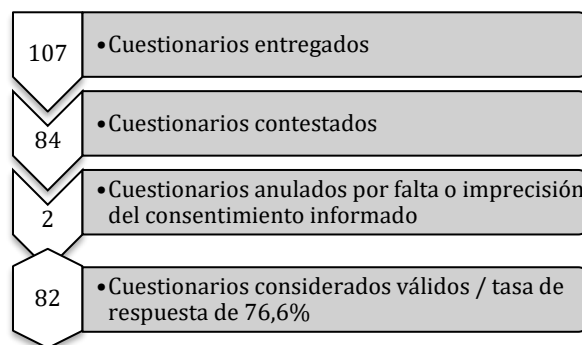 107
•Cuestionarios entregados
84
•Cuestionarios contestados
2
•Cuestionarios anulados por falta o imprecisión
del consentimiento informado
82
•Cuestionarios considerados válidos / tasa de
respuesta de 76,6%